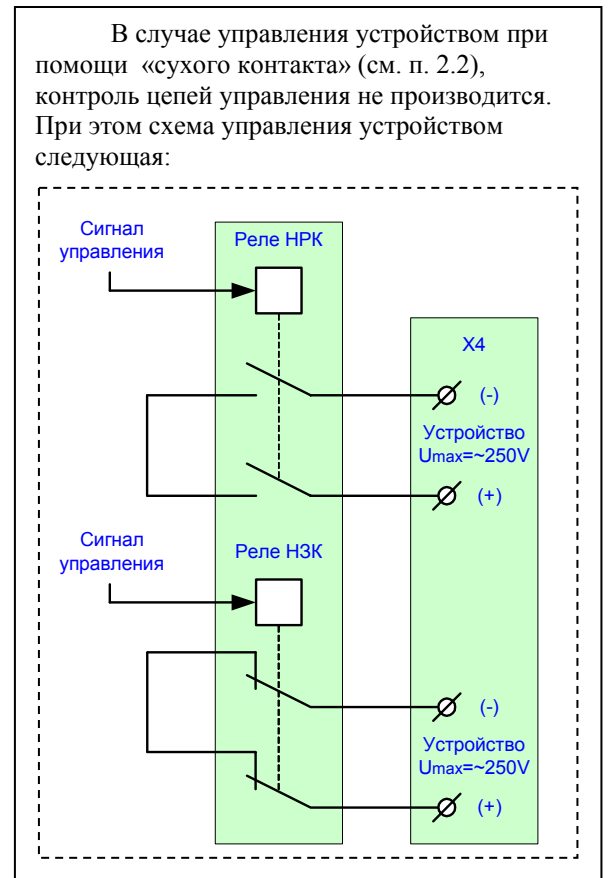 В случае управления устройством при
помощи «сухого контакта» (см. п. 2.2),
контроль цепей управления не производится.
При этом схема управления устройством
следующая:
Сигнал
управления
Реле НРК
X4
(-)
Устройство
Umax=~250V
(+)
Сигнал
управления
Реле НЗК
(-)
Устройство
Umax=~250V
(+)